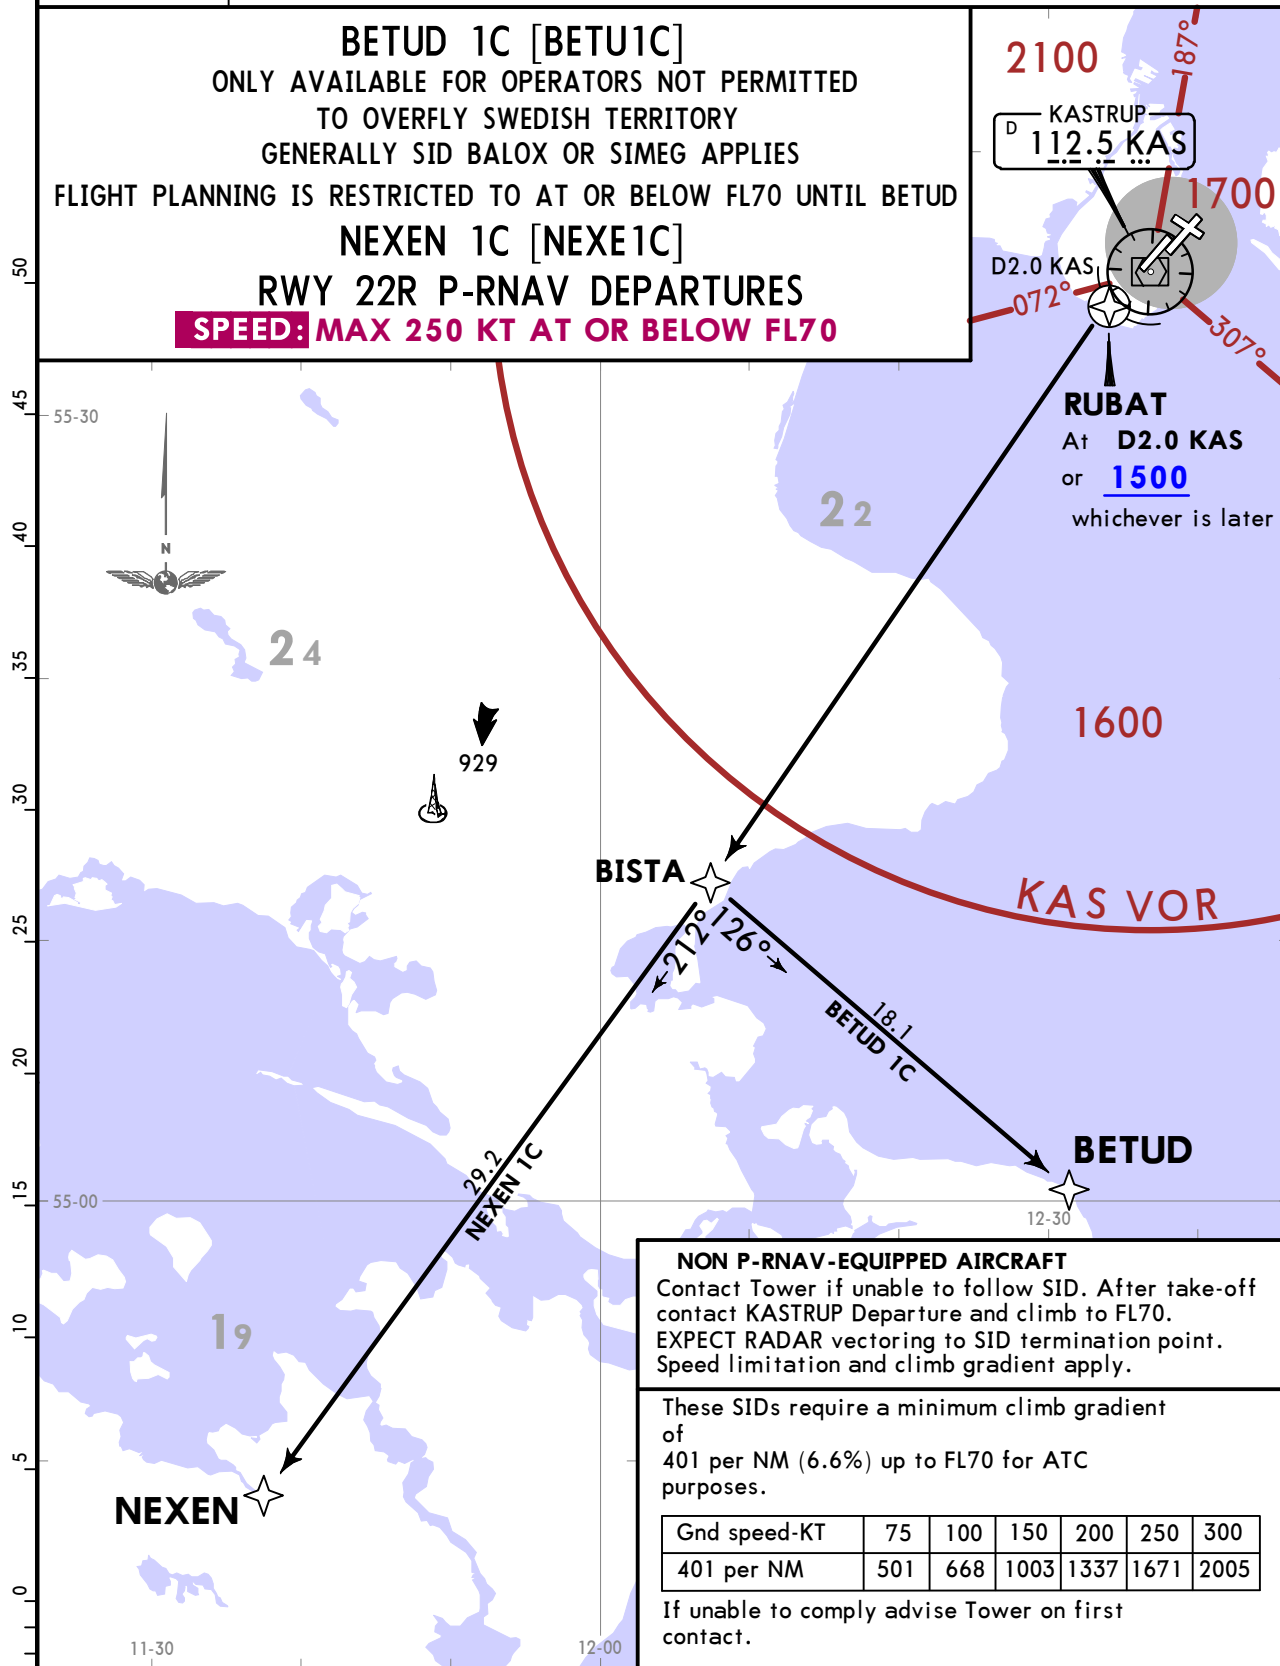 BETUD 1C [BETU1C]
ONLY AVAILABLE FOR OPERATORS NOT PERMITTED
TO OVERFLY SWEDISH TERRITORY
GENERALLY SID BALOX OR SIMEG APPLIES
FLIGHT PLANNING IS RESTRICTED TO AT OR BELOW FL70 UNTIL BETUD
NEXEN 1C [NEXE1C]
RWY 22R P-RNAV DEPARTURES
SPEED: MAX 250 KT AT OR BELOW FL70
2100
187°
KASTRUP
D 112.5 KAS
1700
D2.0 KAS
072°
307°
RUBAT
At D2.0 KAS
or 1500
whichever is later
50
45
40
35
30
25
20
15
10
5
0
55-30
N
22
24
929
1600
BISTA
KAS VOR
212°
126°
18.1
BETUD 1C
29.2
NEXEN 1C
BETUD
55-00
12-30
19
NEXEN
11-30
12-00
NON P-RNAV-EQUIPPED AIRCRAFT
Contact Tower if unable to follow SID. After take-off
contact KASTRUP Departure and climb to FL70.
EXPECT RADAR vectoring to SID termination point.
Speed limitation and climb gradient apply.
These SIDs require a minimum climb gradient
of
401 per NM (6.6%) up to FL70 for ATC
purposes.
Gnd speed-KT 75 100 150 200 250 300
401 per NM 501 668 1003 1337 1671 2005
If unable to comply advise Tower on first
contact.